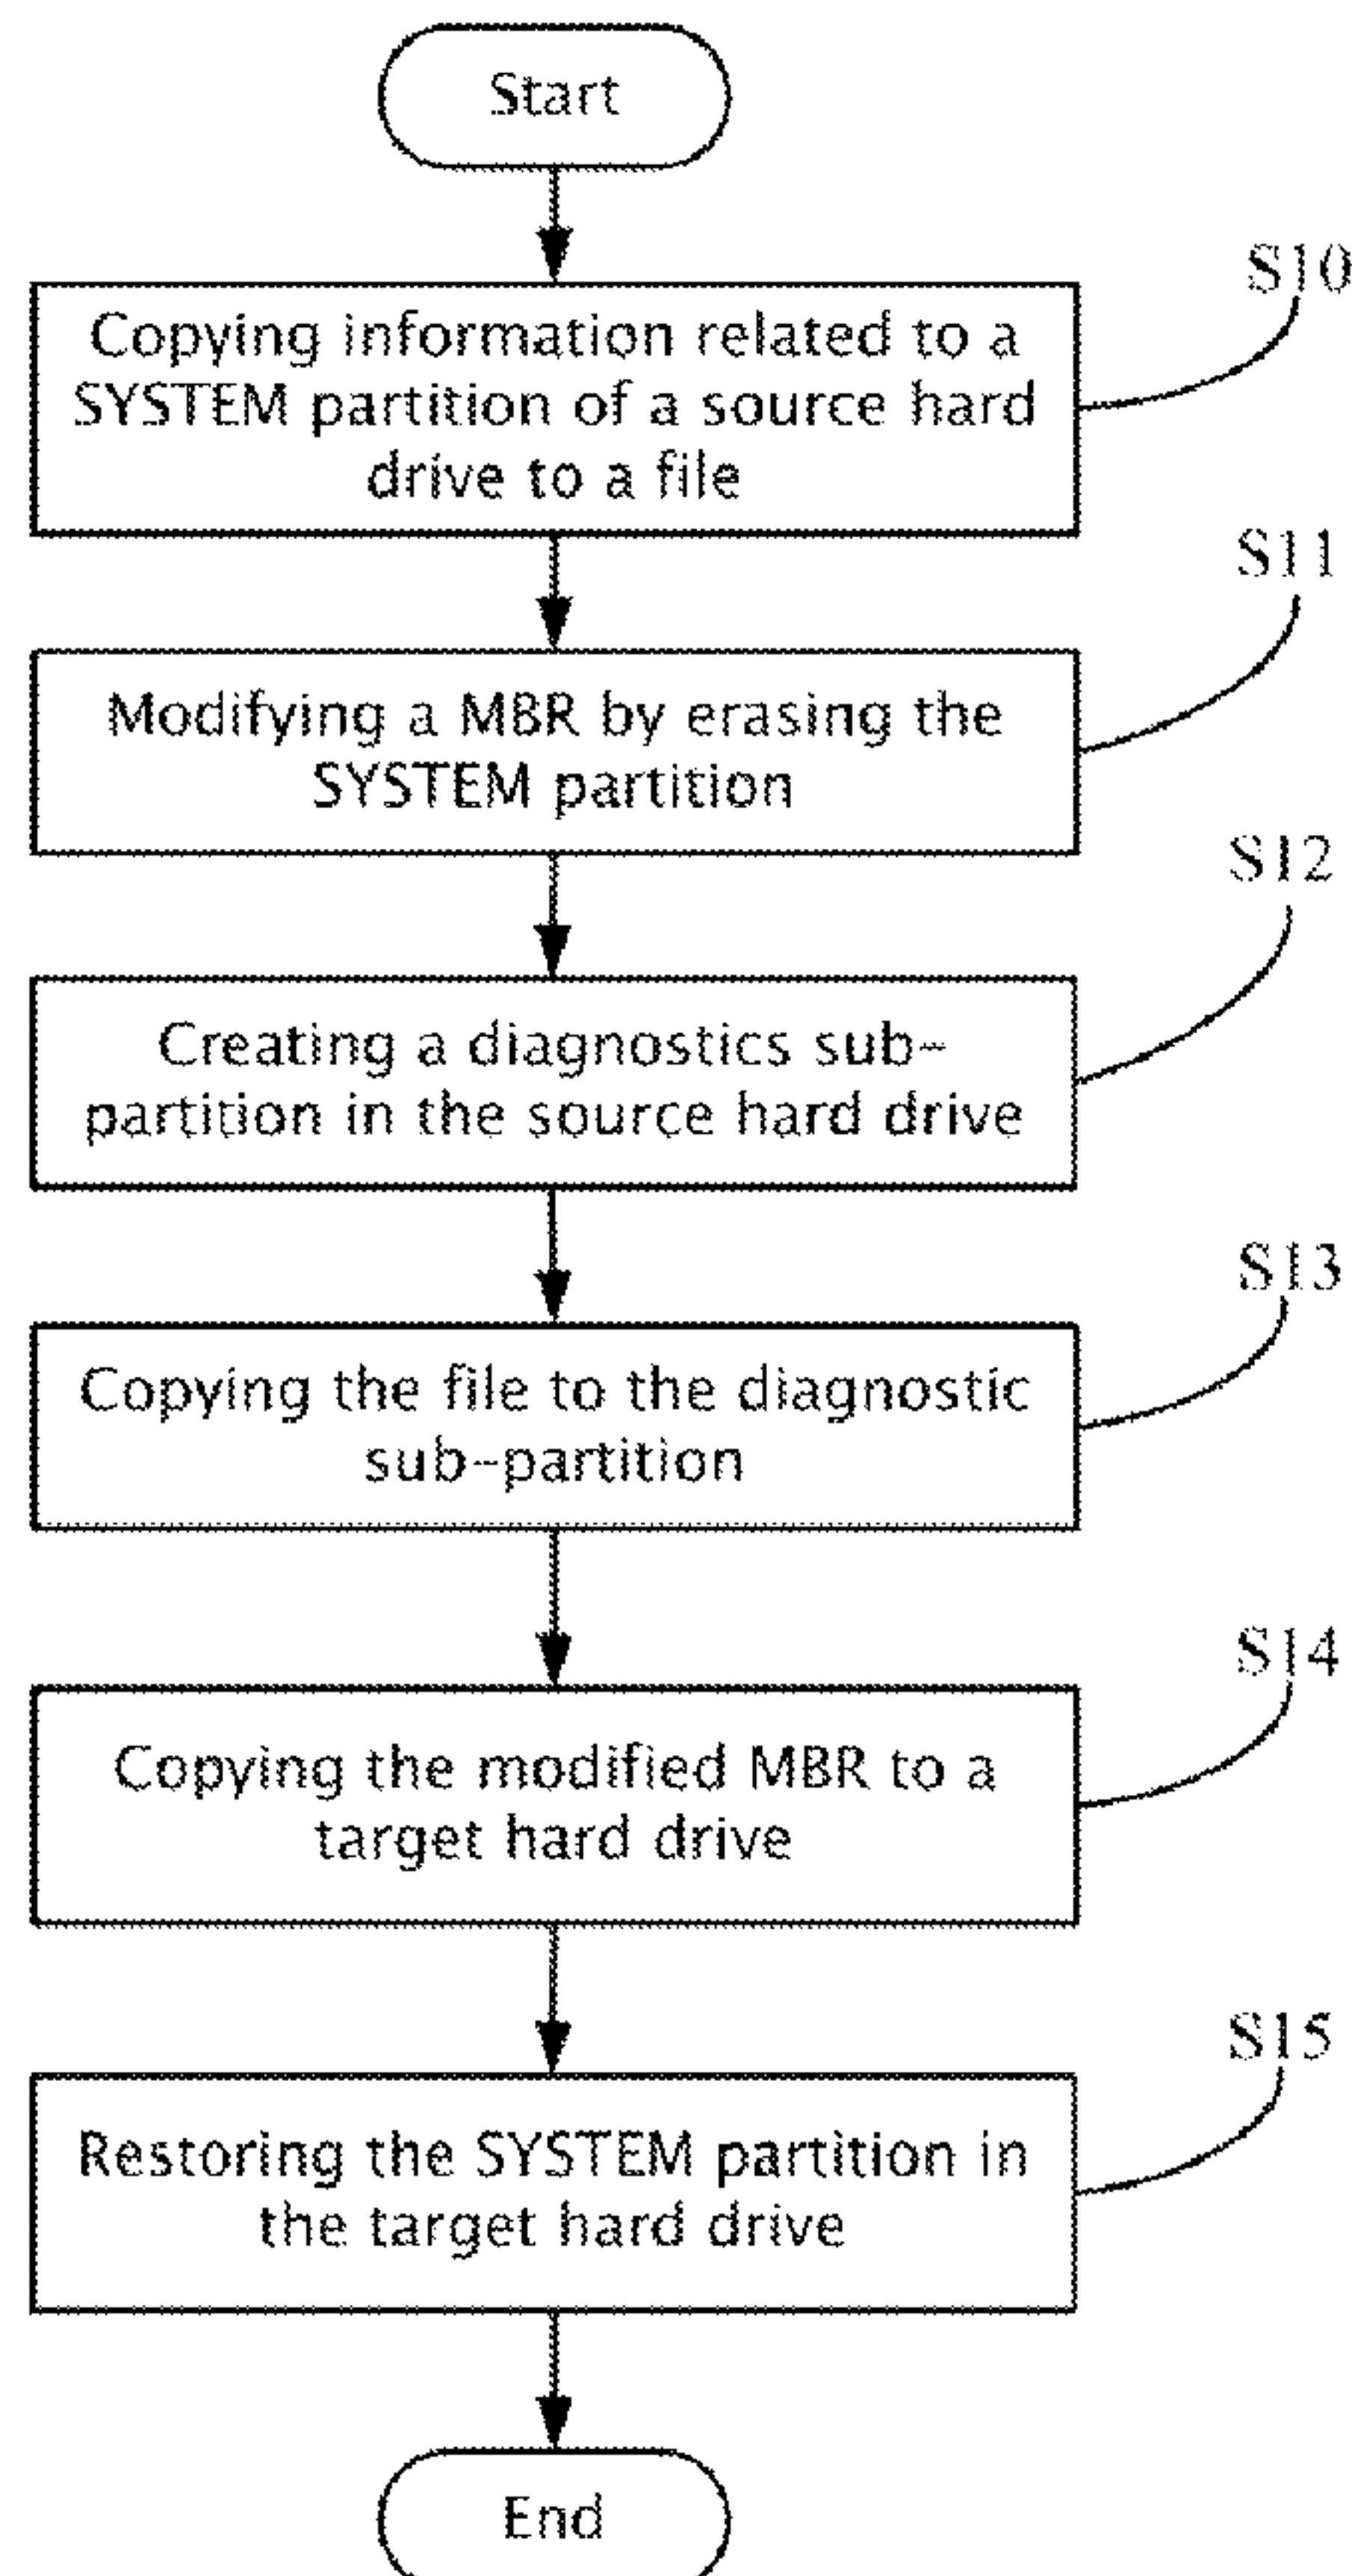 Start
S10
Copying information related to a
SYSTEM partition of a source hard
drive to a file
S11
Modifying a MBR by erasing the
SYSTEM partition
S12
Creating a diagnostics sub-
partition in the source hard drive
S13
Copying the file to the diagnostic
sub-partition
S14
Copying the modified MBR to a
target hard drive
S15
Restoring the SYSTEM partition in
the target hard drive
End